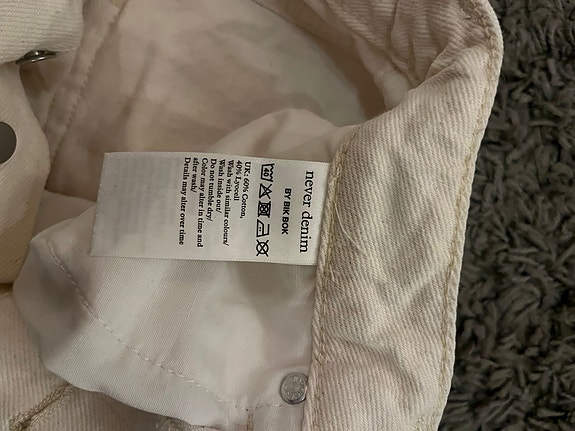 never denim
BY BIK BOK
40
UK: 60% Cotton,
40% Lyocell
Wash with similar colours/
Wash inside out/
Do not tumble dry/
Color may alter in time and
after wash/
Details may alter over time